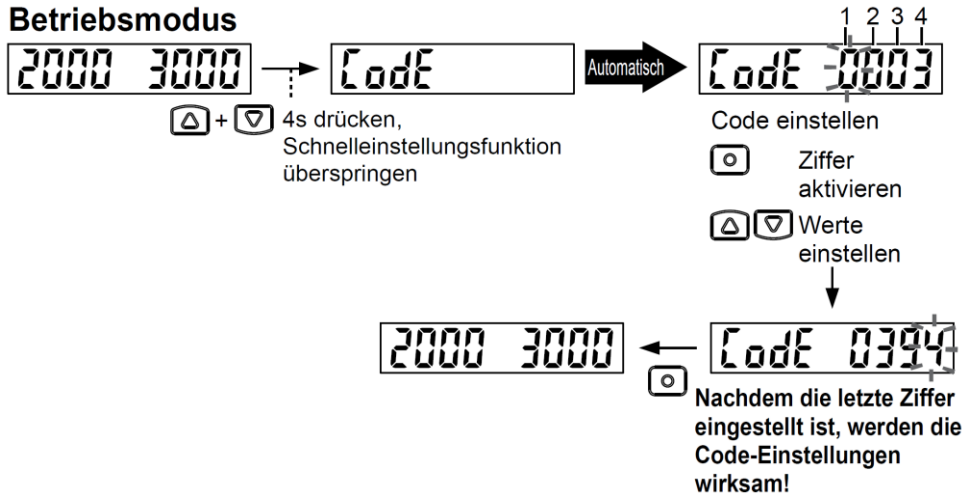 Betriebsmodus
1 2 3 4
2000 3000
CodE
Automatisch
CodE 0003
+
4s drücken,
Schnelleinstellungsfunktion
überspringen
Code einstellen
Ziffer
aktivieren
Werte
einstellen
2000 3000
CodE 0394
Nachdem die letzte Ziffer
eingestellt ist, werden die
Code-Einstellungen
wirksam!